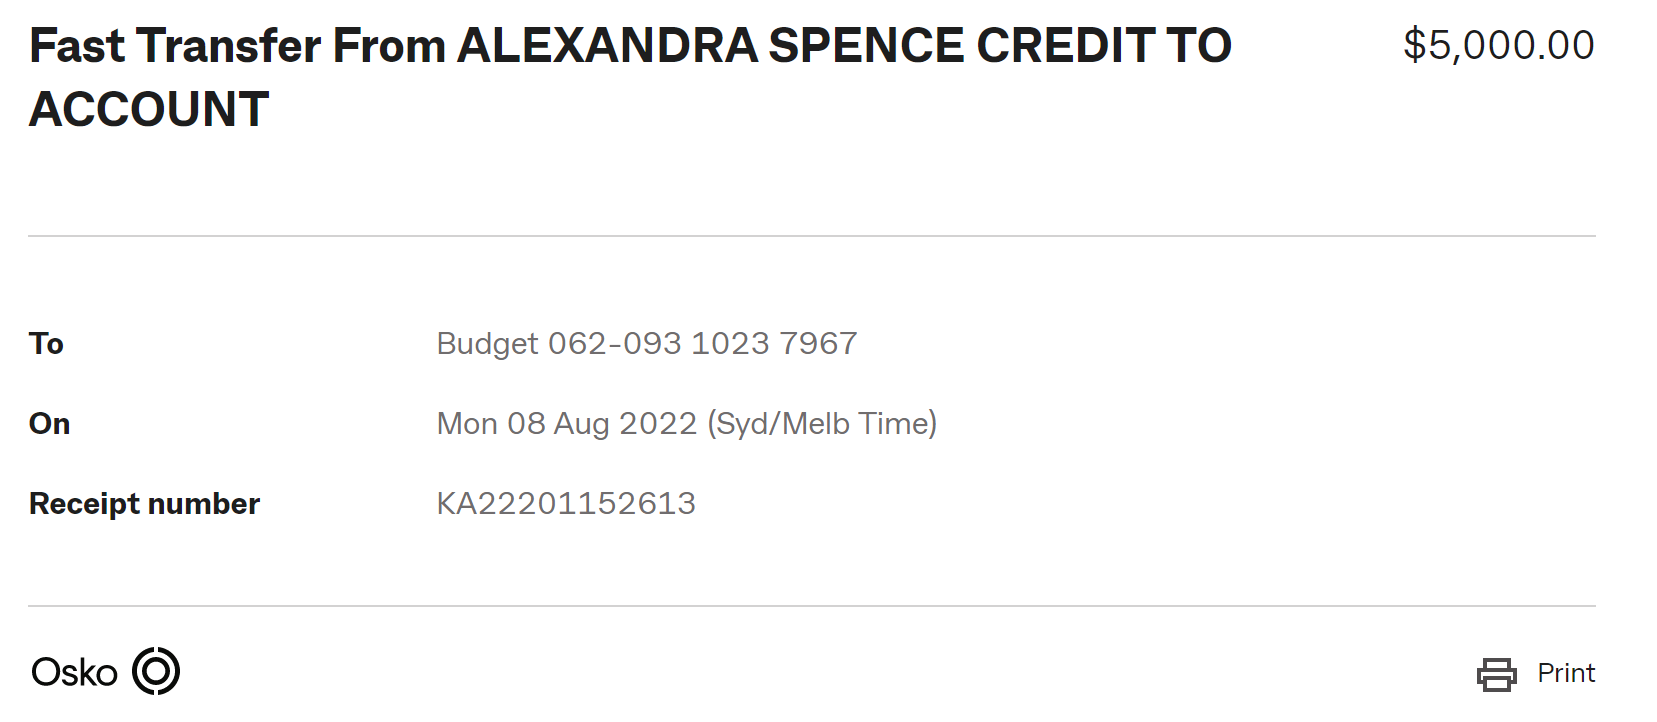 Fast Transfer From ALEXANDRA SPENCE CREDIT TO $5,000.00
ACCOUNT
To Budget 062-093 1023 7967
On Mon 08 Aug 2022 (Syd/Melb Time)
Receipt number KA22201152613
Osko Print